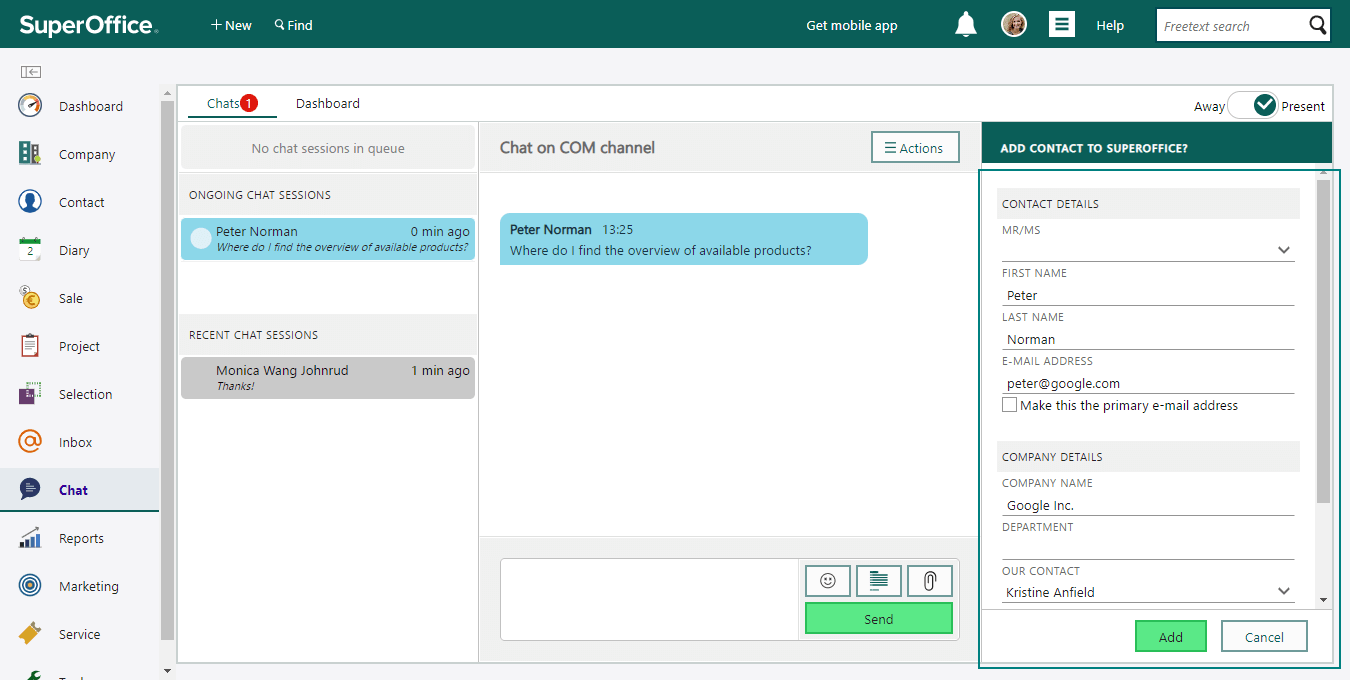 SuperOffice®
New
Find
Get mobile app
Help
Freetext search
Dashboard
Company
Contact
2
Diary
Sale
Project
Selection
Inbox
Chat
Reports
Marketing
Service
Chats 1
Dashboard
Away
Present
No chat sessions in queue
ONGOING CHAT SESSIONS
Peter Norman 0 min ago
Where do I find the overview of available products?
RECENT CHAT SESSIONS
Monica Wang Johnrud 1 min ago
Thanks!
Chat on COM channel
Actions
Peter Norman 13:25
Where do I find the overview of available products?
Send
ADD CONTACT TO SUPEROFFICE?
CONTACT DETAILS
MR/MS
FIRST NAME
Peter
LAST NAME
Norman
E-MAIL ADDRESS
peter@google.com
Make this the primary e-mail address
COMPANY DETAILS
COMPANY NAME
Google Inc.
DEPARTMENT
OUR CONTACT
Kristine Anfield
Add
Cancel